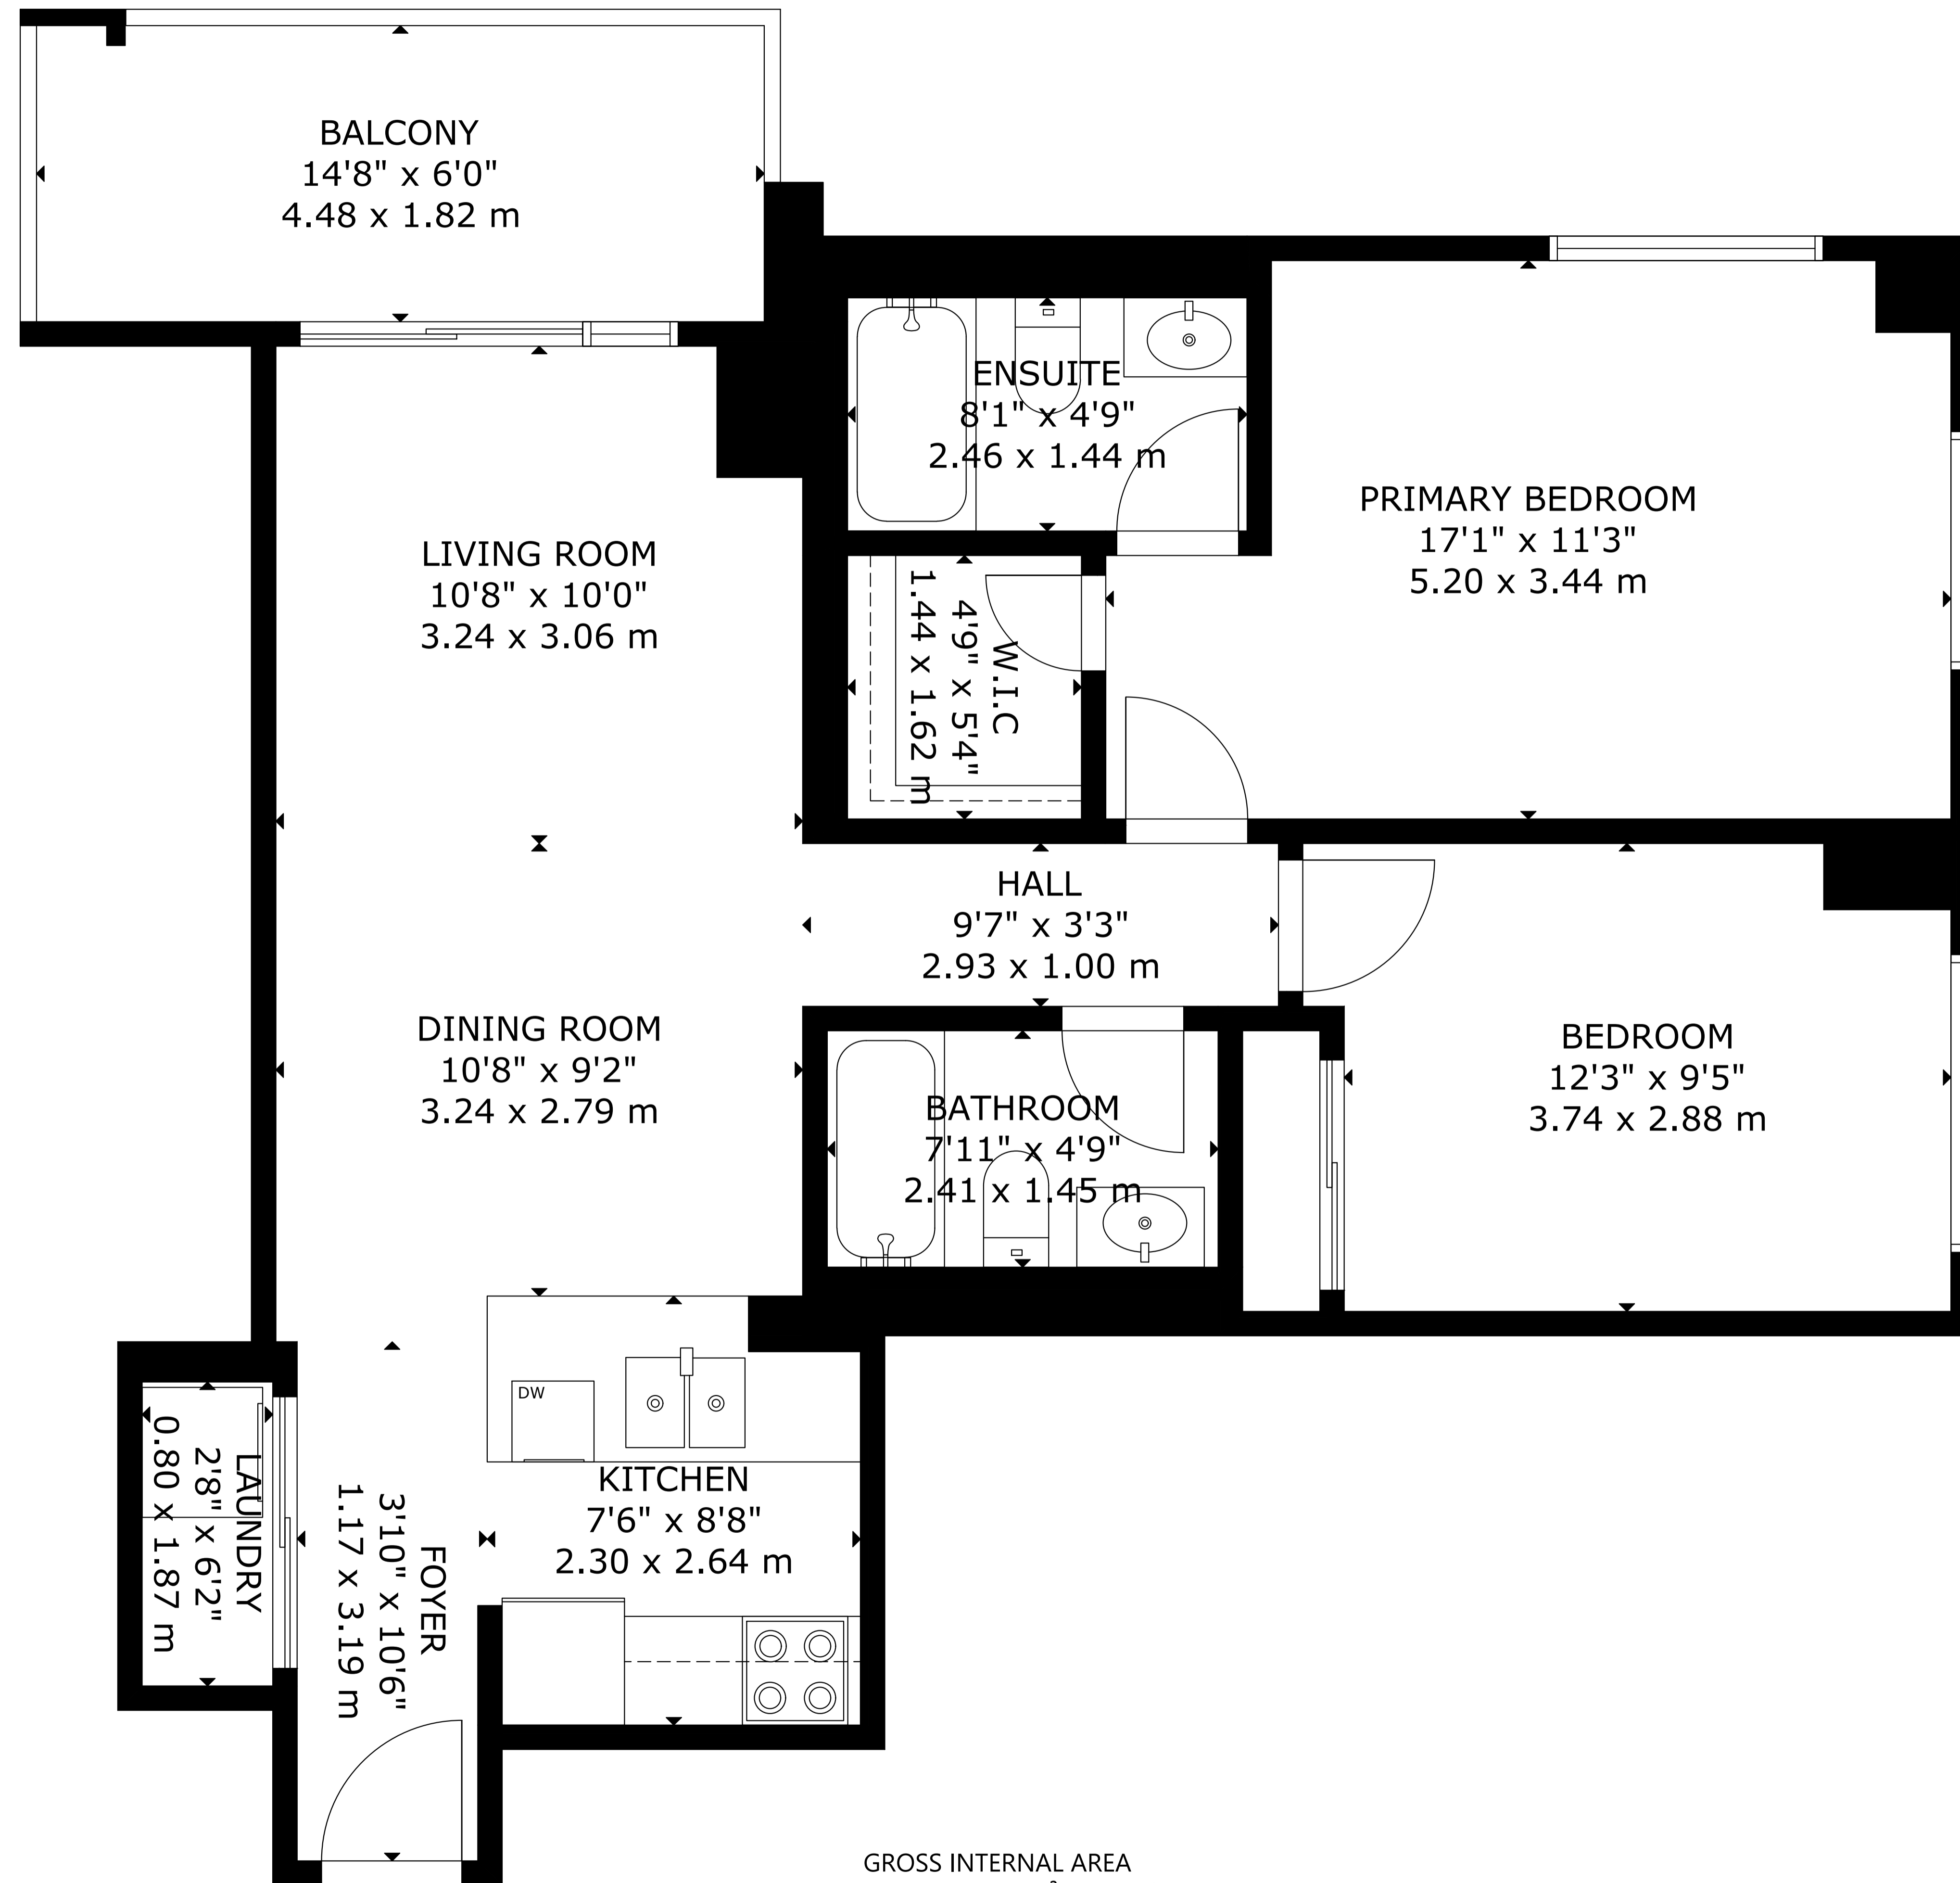 BALCONY
14'8" x 6'0"
4.48 x 1.82 m
ENSUITE
8'1" x 4'9"
2.46 x 1.44 m
PRIMARY BEDROOM
17'1" x 11'3"
5.20 x 3.44 m
LIVING ROOM
10'8" x 10'0"
3.24 x 3.06 m
W.I.C
4'9" x 5'4"
1.44 x 1.62 m
HALL
9'7" x 3'3"
2.93 x 1.00 m
DINING ROOM
10'8" x 9'2"
3.24 x 2.79 m
BATHROOM
7'11" x 4'9"
2.41 x 1.45 m
BEDROOM
12'3" x 9'5"
3.74 x 2.88 m
DW
KITCHEN
7'6" x 8'8"
2.30 x 2.64 m
LAUNDRY
2'8" x 6'2"
0.80 x 1.87 m
FOYER
3'10" x 10'6"
1.17 x 3.19 m
GROSS INTERNAL AREA